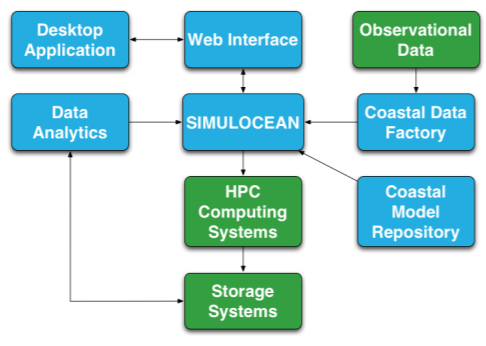 Desktop
Application
Web Interface
Observational
Data
Data
Analytics
SIMULOCEAN
Coastal Data
Factory
HPC
Computing
Systems
Coastal
Model
Repository
Storage
Systems